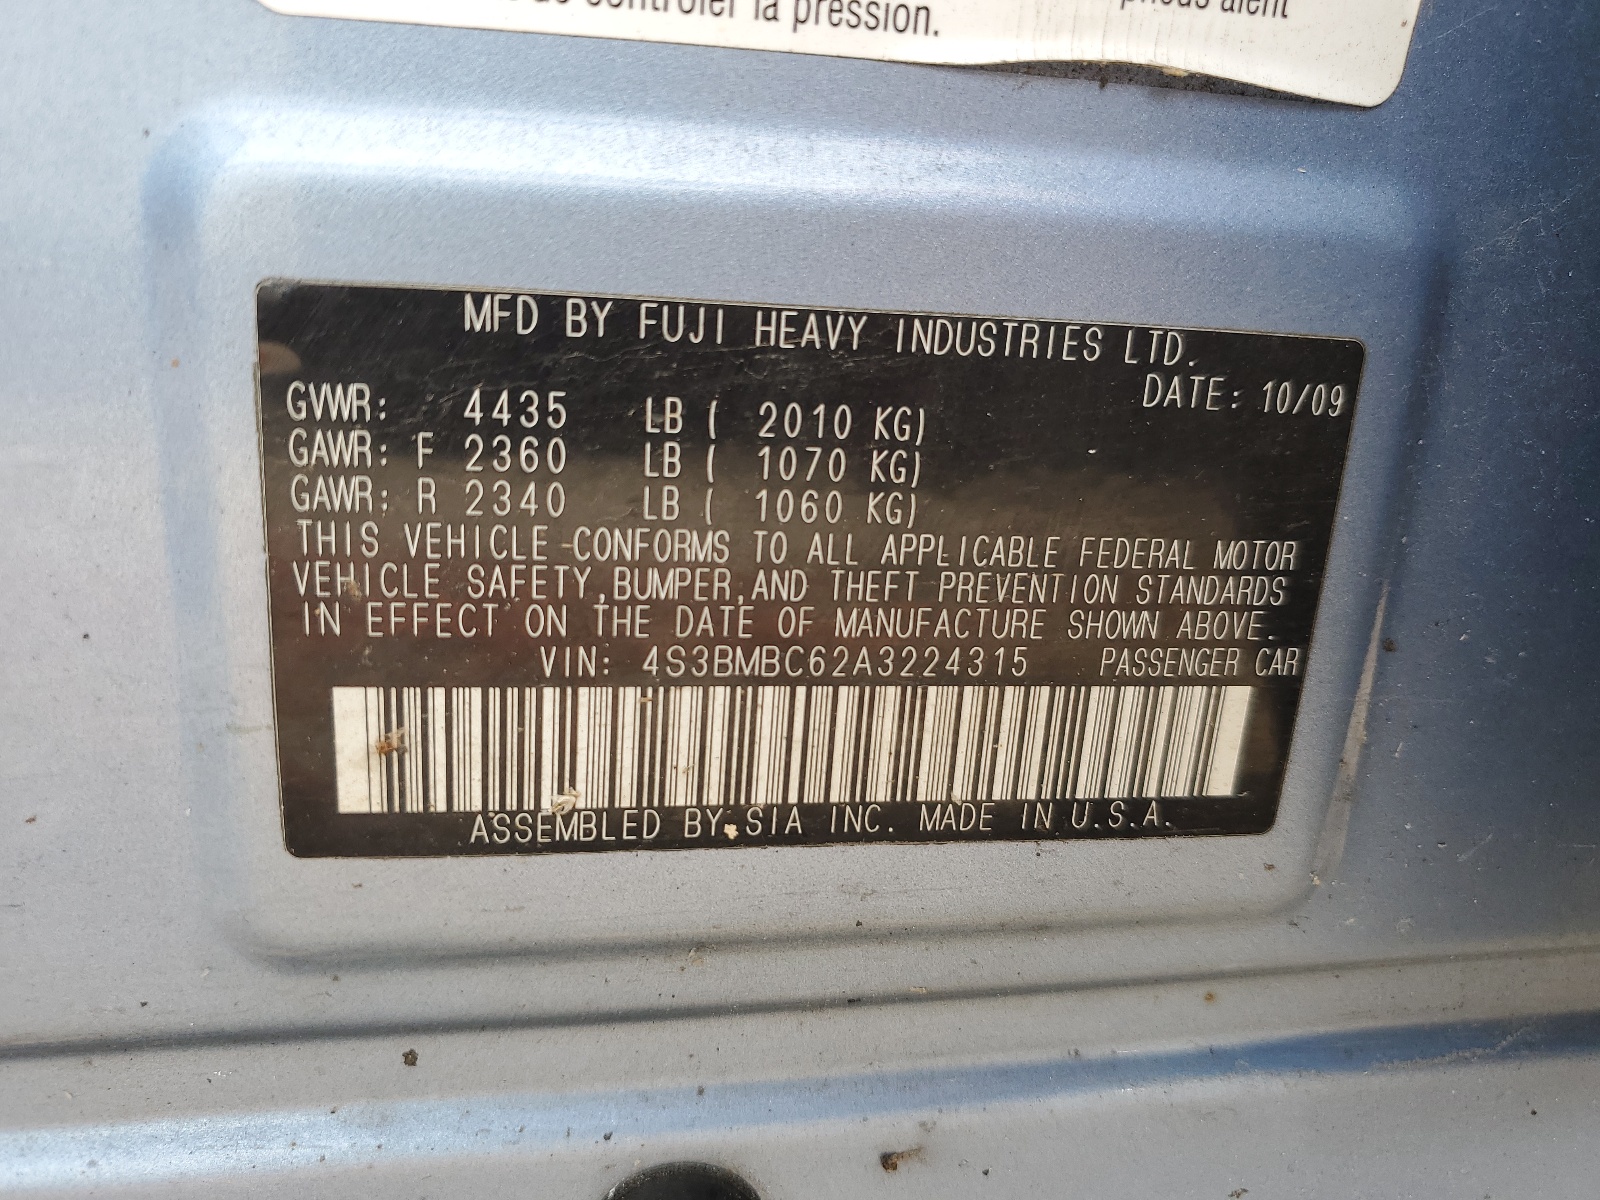 de contrôler la pression.
pneus aient
MFD BY FUJI HEAVY INDUSTRIES LTD.
DATE: 10/09
GVWR: 4435 LB ( 2010 KG)
GAWR: F 2360 LB ( 1070 KG)
GAWR: R 2340 LB ( 1060 KG)
THIS VEHICLE CONFORMS TO ALL APPLICABLE FEDERAL MOTOR
VEHICLE SAFETY,BUMPER,AND THEFT PREVENTION STANDARDS
IN EFFECT ON THE DATE OF MANUFACTURE SHOWN ABOVE.
VIN: 4S3BMBC62A3224315 PASSENGER CAR
ASSEMBLED BY SIA INC. MADE IN U.S.A.